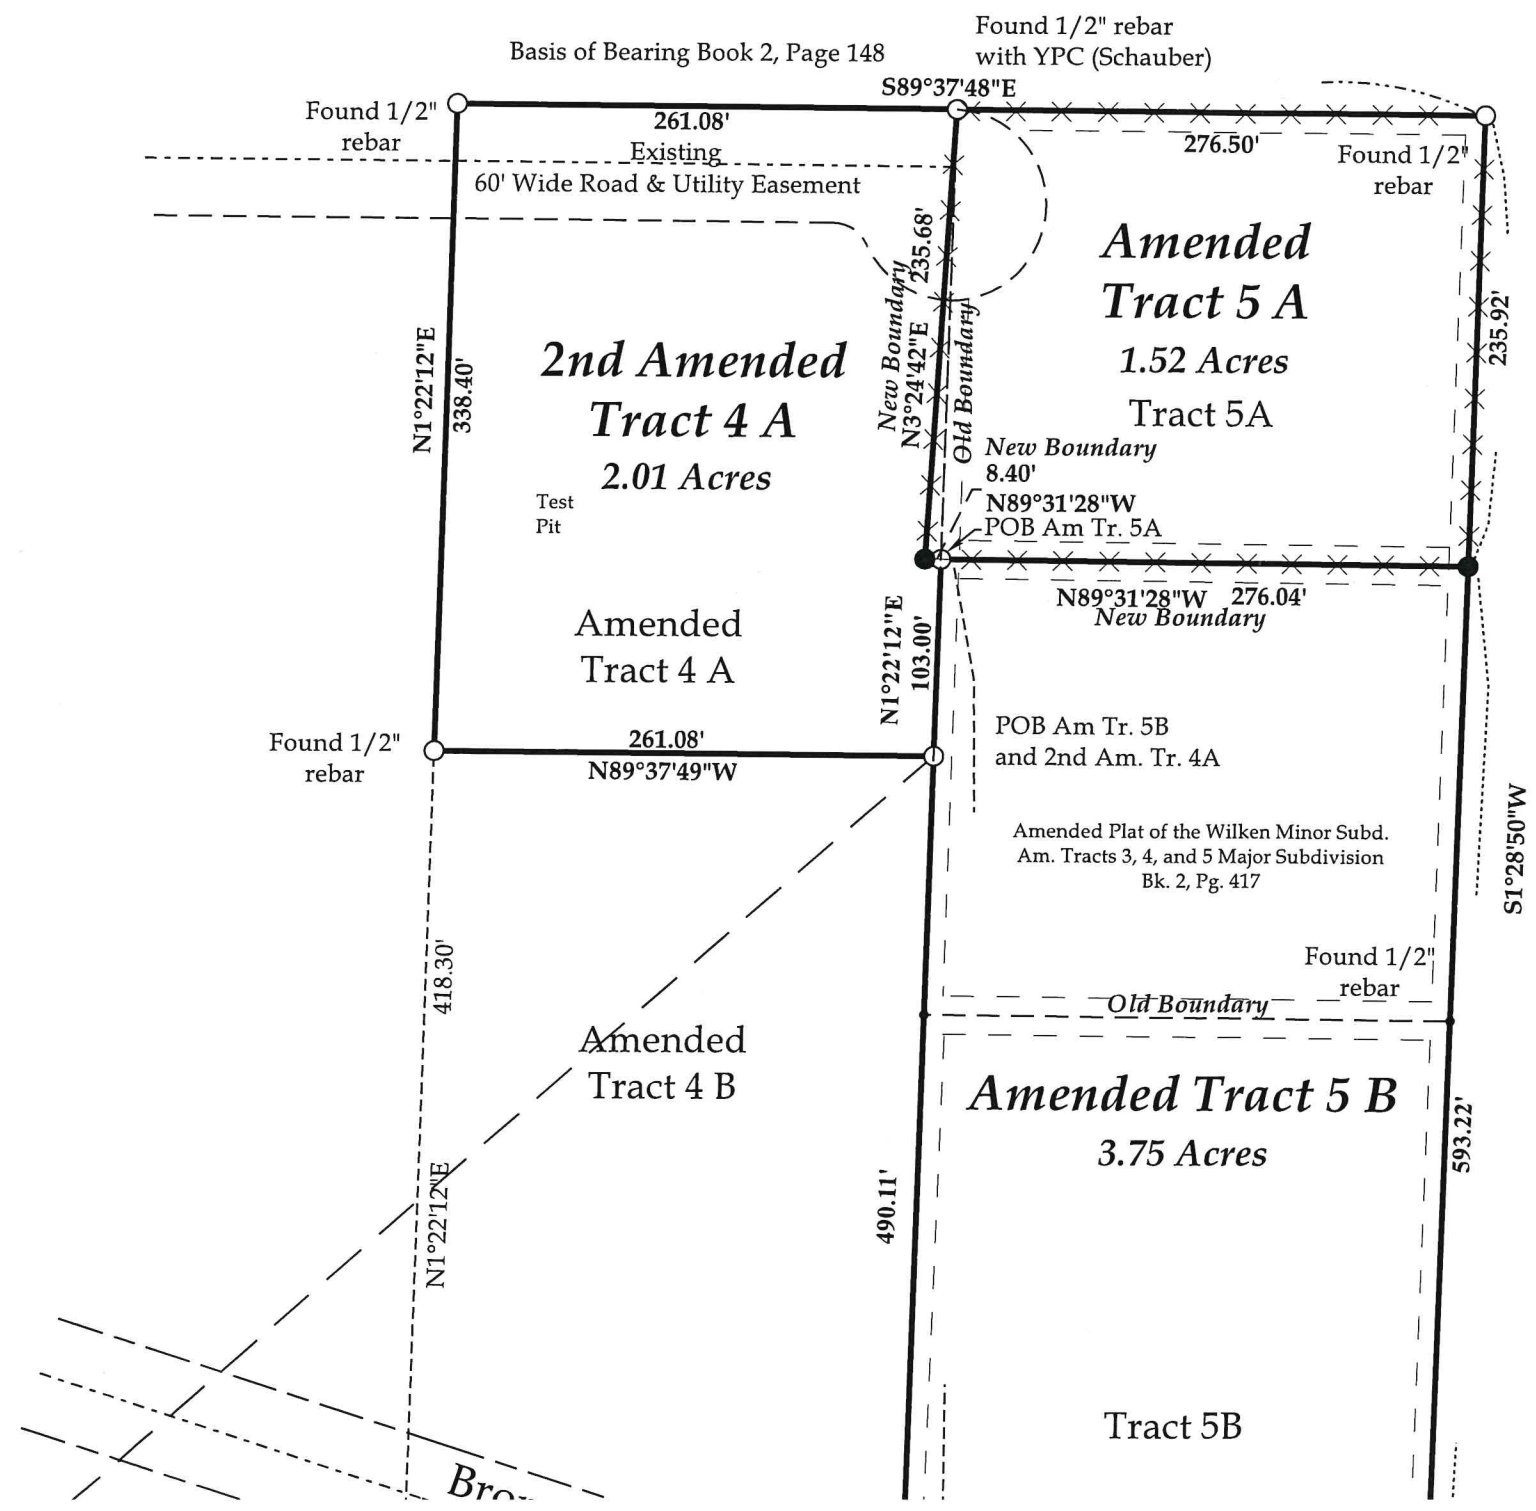 Found 1/2" rebar
with YPC (Schauber)
Basis of Bearing Book 2, Page 148
S89°37'48"E
Found 1/2"
rebar
261.08'
276.50'
Existing
60' Wide Road & Utility Easement
Found 1/2"
rebar
235.68'
New Boundary
N3°24'42"E
Old Boundary
Amended
Tract 5 A
1.52 Acres
Tract 5A
235.92'
N1°22'12"E
338.40'
2nd Amended
Tract 4 A
2.01 Acres
Test
Pit
New Boundary
8.40'
N89°31'28"W
POB Am Tr. 5A
N89°31'28"W 276.04'
New Boundary
Amended
Tract 4 A
N1°22'12"E
103.00'
Found 1/2"
rebar
261.08'
N89°37'49"W
POB Am Tr. 5B
and 2nd Am. Tr. 4A
Amended Plat of the Wilken Minor Subd.
Am. Tracts 3, 4, and 5 Major Subdivision
Bk. 2, Pg. 417
S1°28'50"W
Found 1/2"
rebar
Old Boundary
418.30'
N1°22'12"E
Amended
Tract 4 B
Amended Tract 5 B
3.75 Acres
593.22'
490.11'
Tract 5B